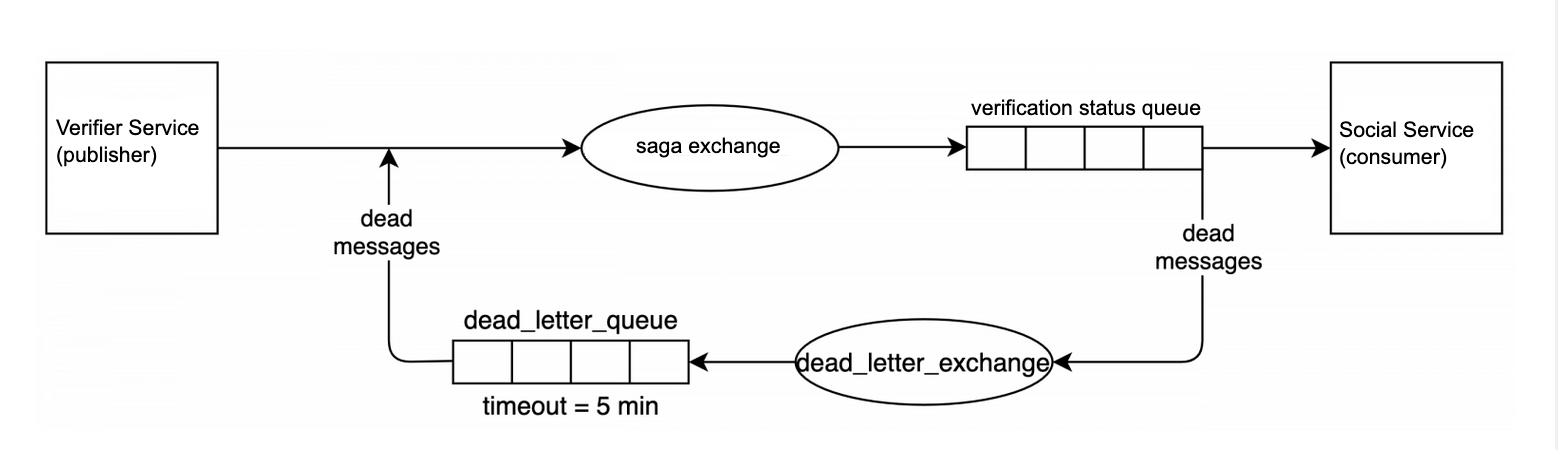 verification status queue
Verifier Service
(publisher)
saga exchange
Social Service
(consumer)
dead
messages
dead
messages
dead_letter_queue
dead_letter_exchange
timeout = 5 min